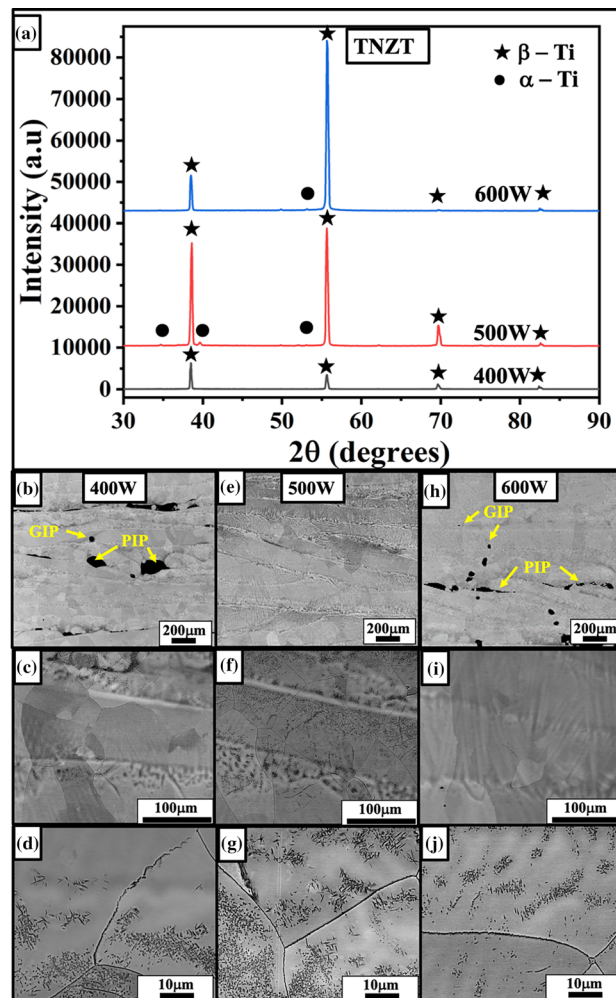 (a)
TNZT
★ β – Ti
● α – Ti
Intensity (a.u)
80000
70000
60000
50000
40000
30000
20000
10000
0
600W
500W
400W
30 40 50 60 70 80 90
2θ (degrees)
(b) 400W
GIP
PIP
200μm
(e) 500W
200μm
(h) 600W
GIP
PIP
200μm
(c)
100μm
(f)
100μm
(i)
100μm
(d)
10μm
(g)
10μm
(j)
10μm